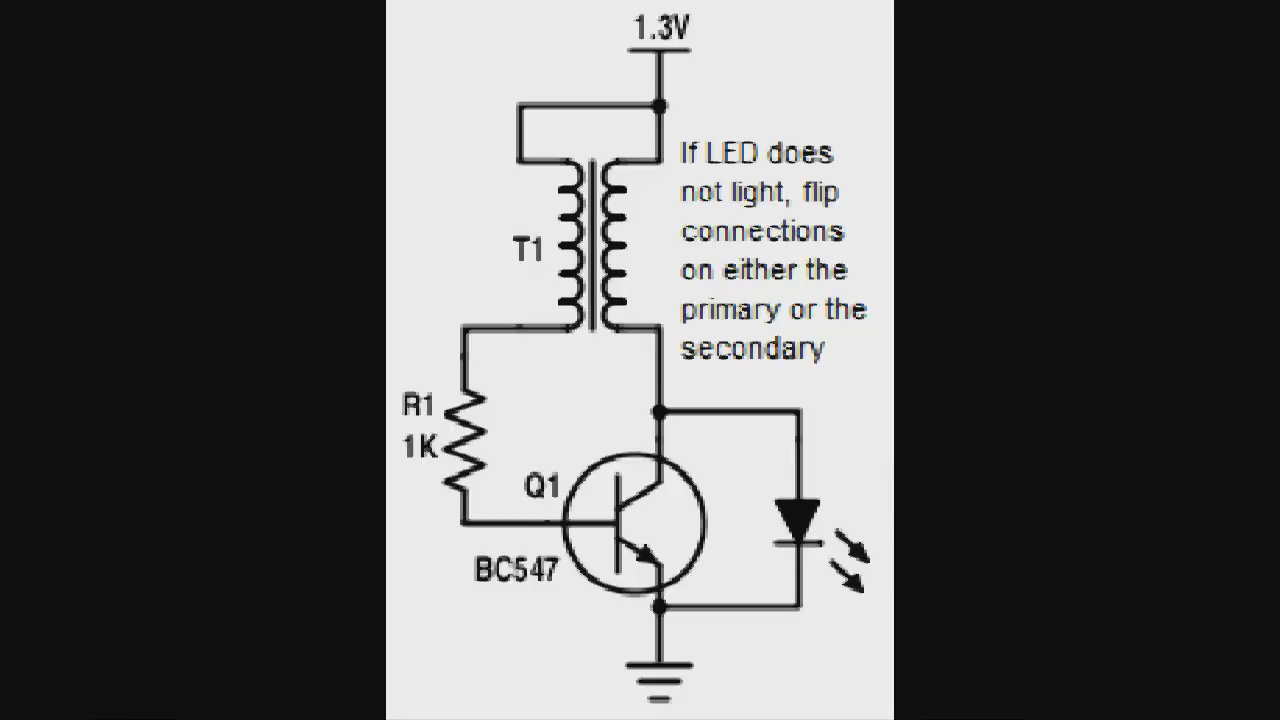 1.3V
If LED does
not light, flip
connections
on either the
primary or the
secondary
T1
R1
1K
Q1
BC547